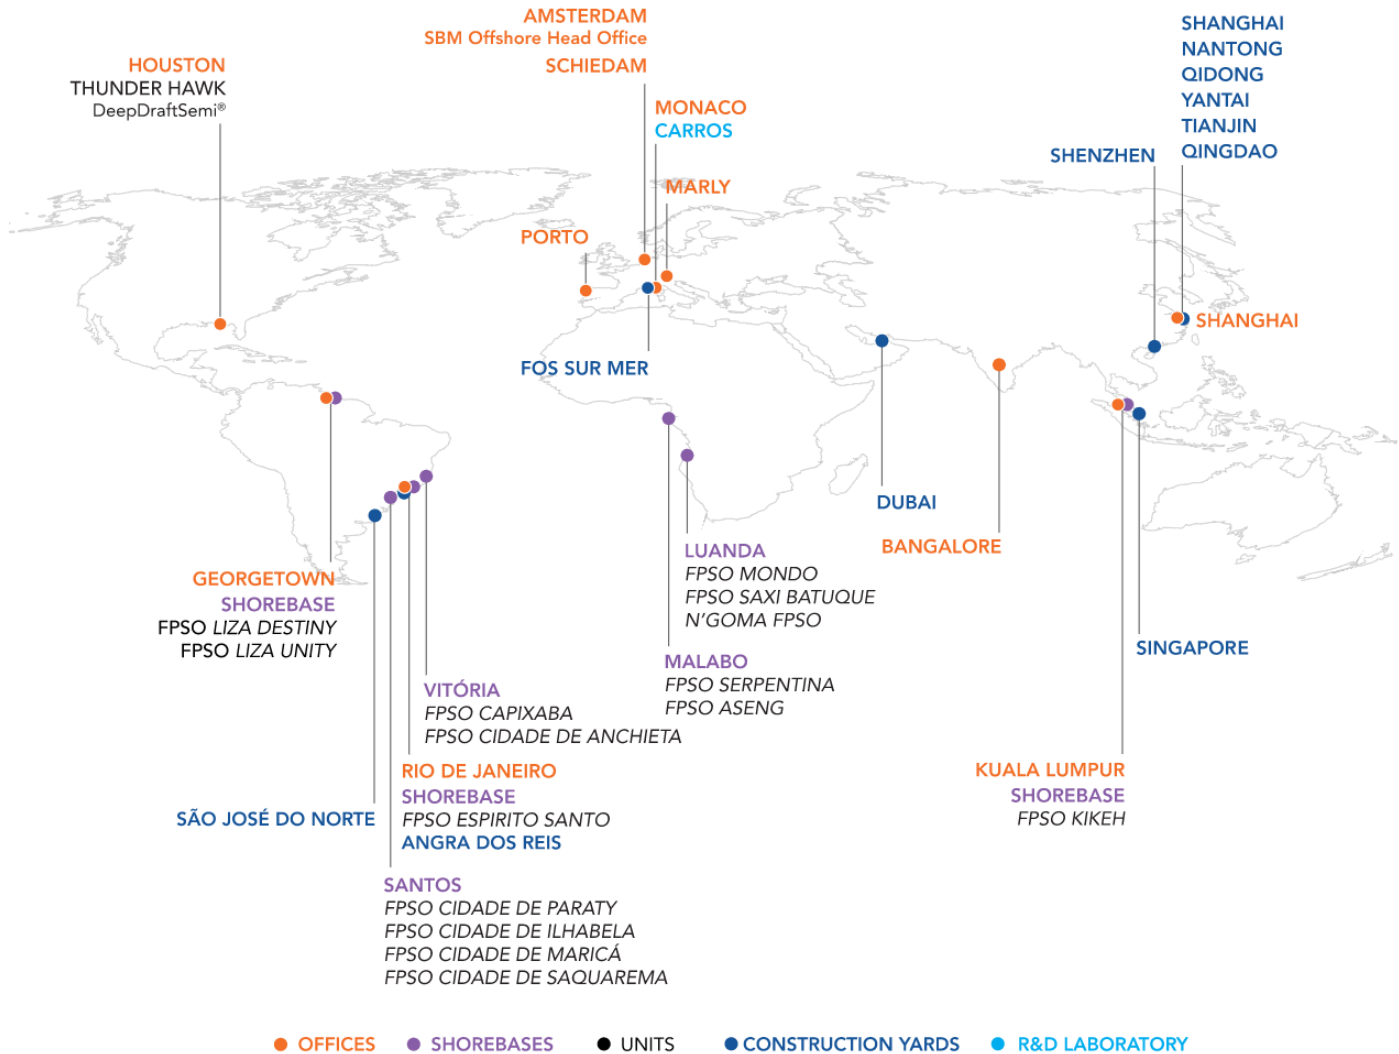 AMSTERDAM
SBM Offshore Head Office
SCHIEDAM
HOUSTON
THUNDER HAWK
DeepDraftSemi®
MONACO
CARROS
MARLY
PORTO
FOS SUR MER
SHANGHAI
NANTONG
QIDONG
YANTAI
TIANJIN
QINGDAO
SHENZHEN
SHANGHAI
DUBAI
BANGALORE
SINGAPORE
GEORGETOWN
SHOREBASE
FPSO LIZA DESTINY
FPSO LIZA UNITY
LUANDA
FPSO MONDO
FPSO SAXI BATUQUE
N'GOMA FPSO
MALABO
FPSO SERPENTINA
FPSO ASENG
VITÓRIA
FPSO CAPIXABA
FPSO CIDADE DE ANCHIETA
RIO DE JANEIRO
SHOREBASE
FPSO ESPIRITO SANTO
ANGRA DOS REIS
SÃO JOSÉ DO NORTE
SANTOS
FPSO CIDADE DE PARATY
FPSO CIDADE DE ILHABELA
FPSO CIDADE DE MARICÁ
FPSO CIDADE DE SAQUAREMA
KUALA LUMPUR
SHOREBASE
FPSO KIKEH
OFFICES
SHOREBASES
UNITS
CONSTRUCTION YARDS
R&D LABORATORY